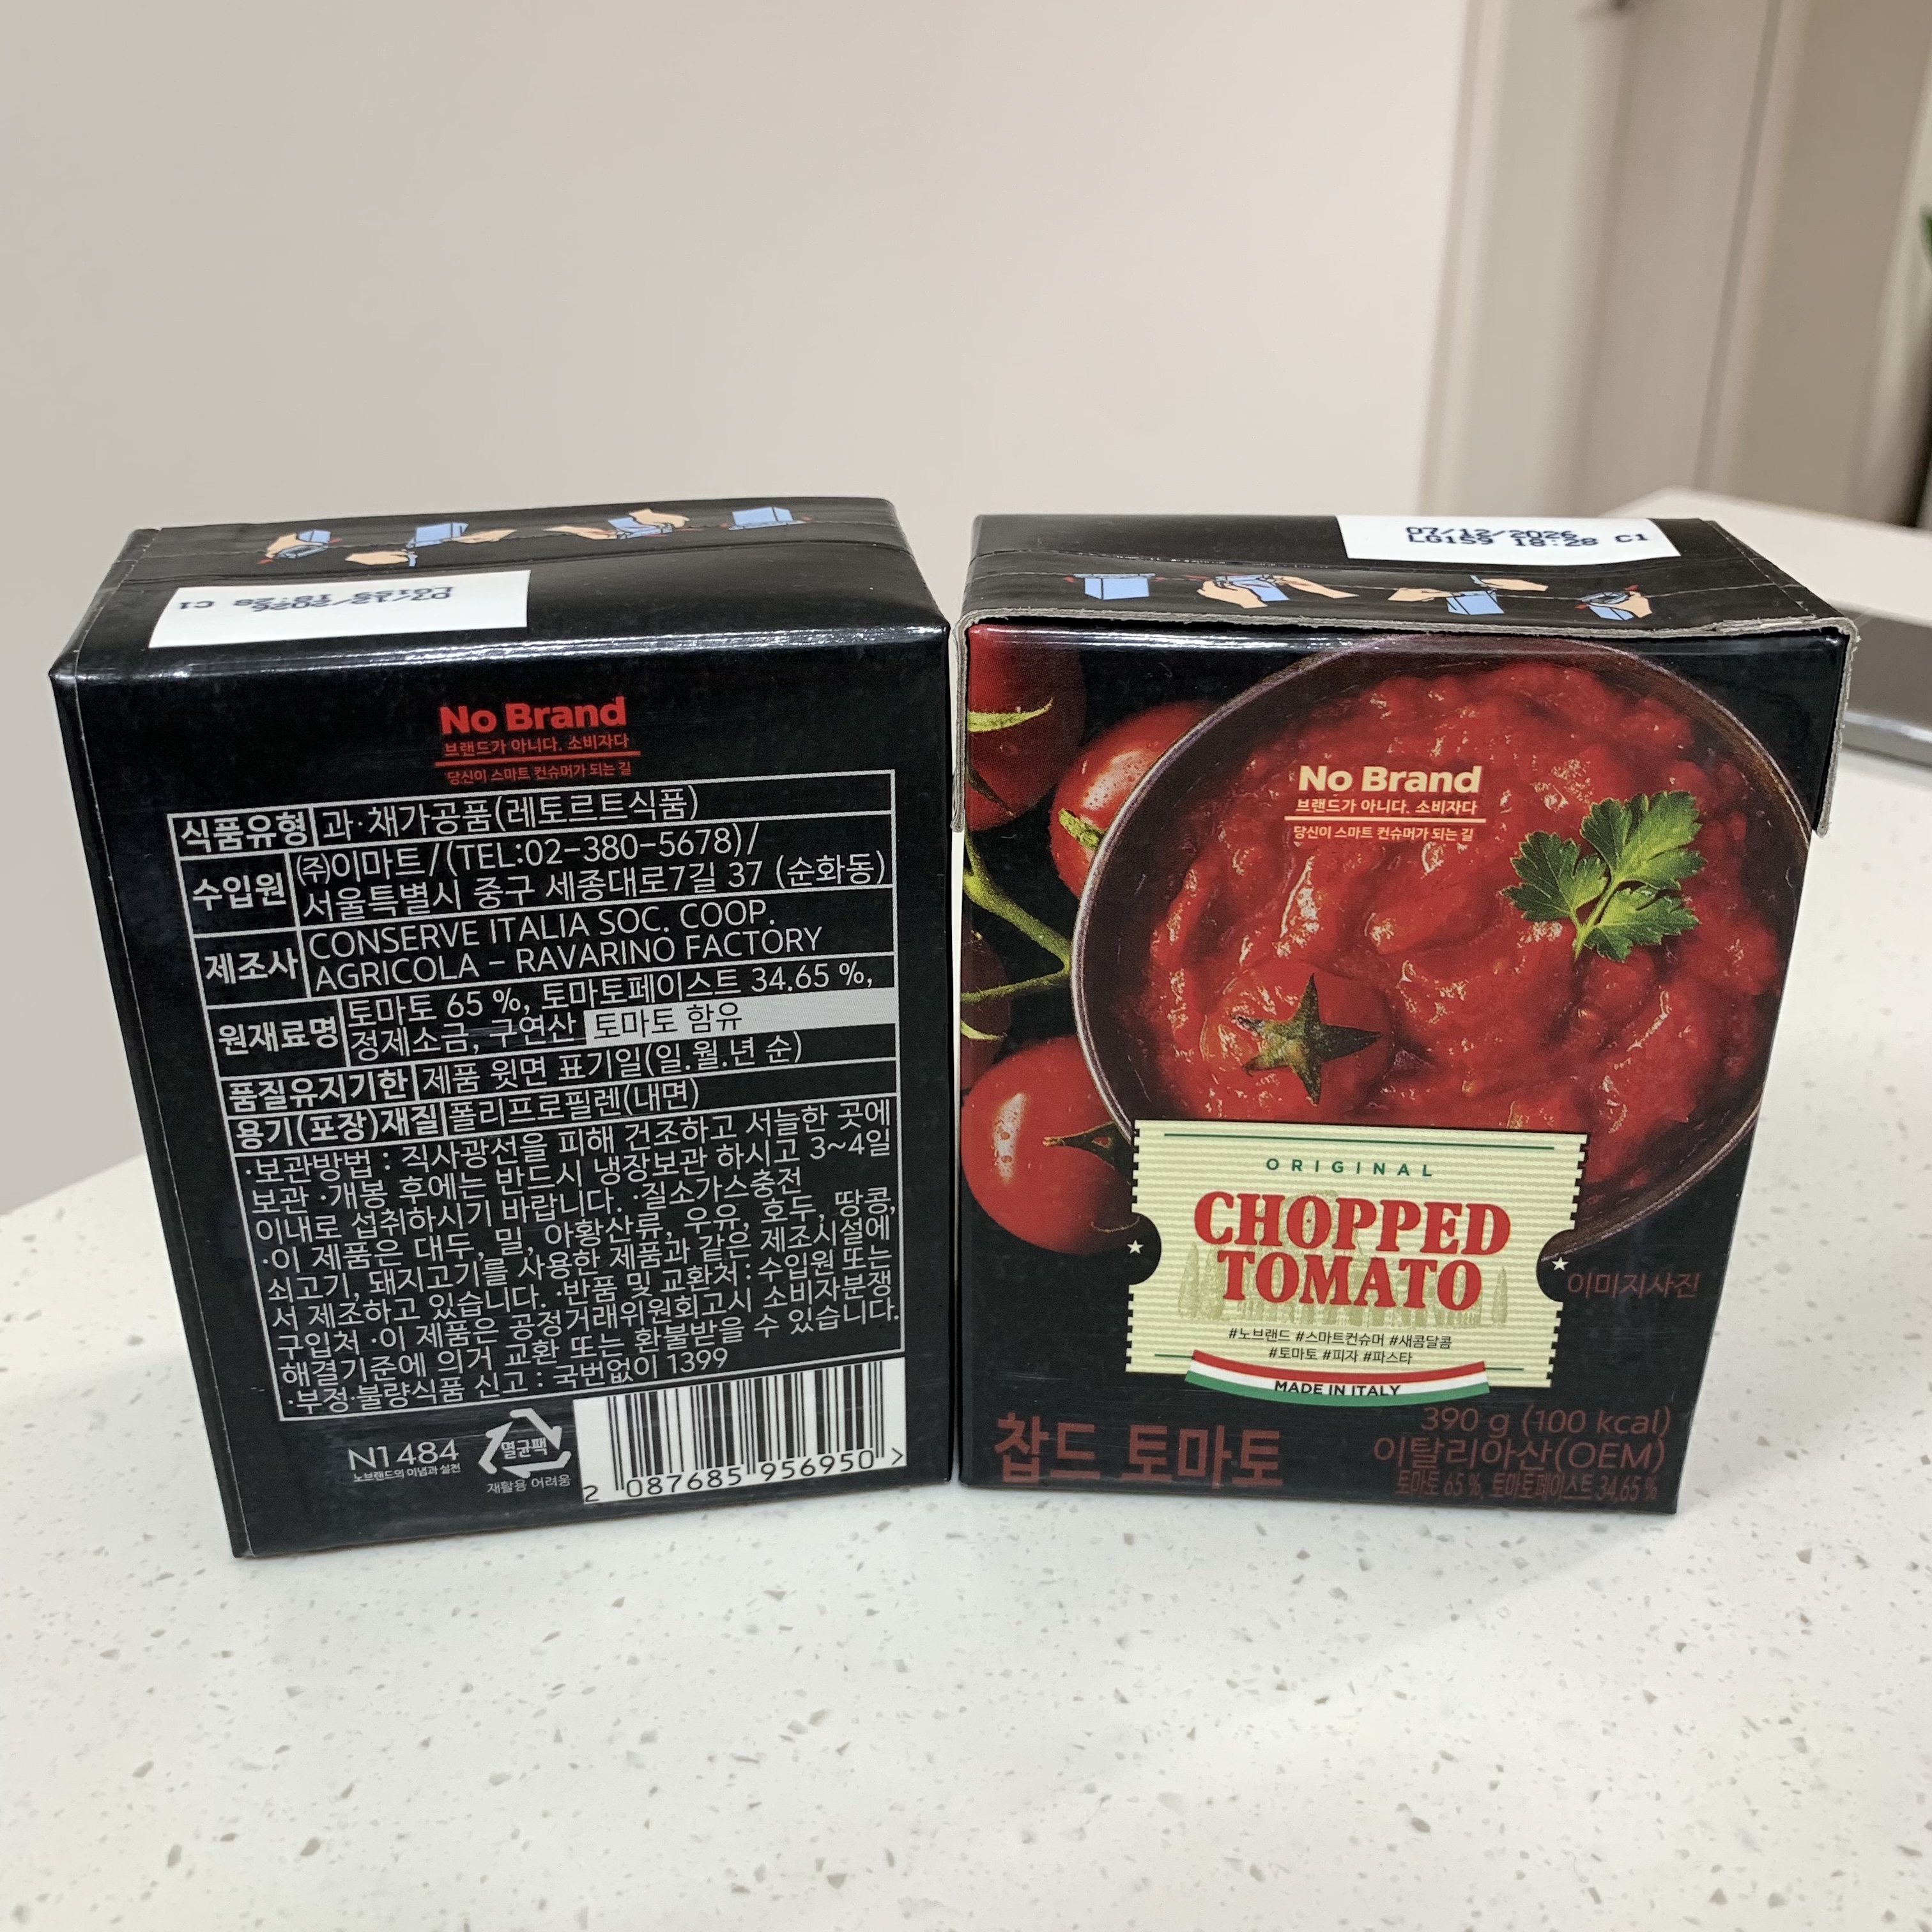 03/12/2026
LG159 18:28 C1
No Brand
브랜드가 아니다. 소비자다
당신이 스마트 컨슈머가 되는 길
식품유형 과·채가공품(레토르트식품)
수입원 ㈜이마트/(TEL:02-380-5678)/
서울특별시 중구 세종대로7길 37 (순화동)
제조사 CONSERVE ITALIA SOC. COOP.
AGRICOLA - RAVARINO FACTORY
원재료명 토마토 65 %, 토마토페이스트 34.65 %,
정제소금, 구연산 토마토 함유
품질유지기한 제품 윗면 표기일(일.월.년 순)
용기(포장)재질 폴리프로필렌(내면)
·보관방법 : 직사광선을 피해 건조하고 서늘한 곳에
보관 ·개봉 후에는 반드시 냉장보관 하시고 3~4일
이내로 섭취하시기 바랍니다. ·질소가스충전
·이 제품은 대두, 밀, 아황산류, 우유, 호두, 땅콩,
쇠고기, 돼지고기를 사용한 제품과 같은 제조시설에
서 제조하고 있습니다. ·반품 및 교환처 : 수입원 또는
구입처 ·이 제품은 공정거래위원회고시 소비자분쟁
해결기준에 의거 교환 또는 환불받을 수 있습니다.
·부정·불량식품 신고 : 국번없이 1399
N1484
노브랜드의 이념과 실천
멸균팩
재활용 어려움
2 087685 956950 >
07/12/2026
LG159 18:28 C1
No Brand
브랜드가 아니다. 소비자다
당신이 스마트 컨슈머가 되는 길
ORIGINAL
CHOPPED
TOMATO
이미지사진
#노브랜드 #스마트컨슈머 #새콤달콤
#토마토 #피자 #파스타
MADE IN ITALY
찹드 토마토
390 g (100 kcal)
이탈리아산(OEM)
토마토 65 %, 토마토페이스트 34.65 %